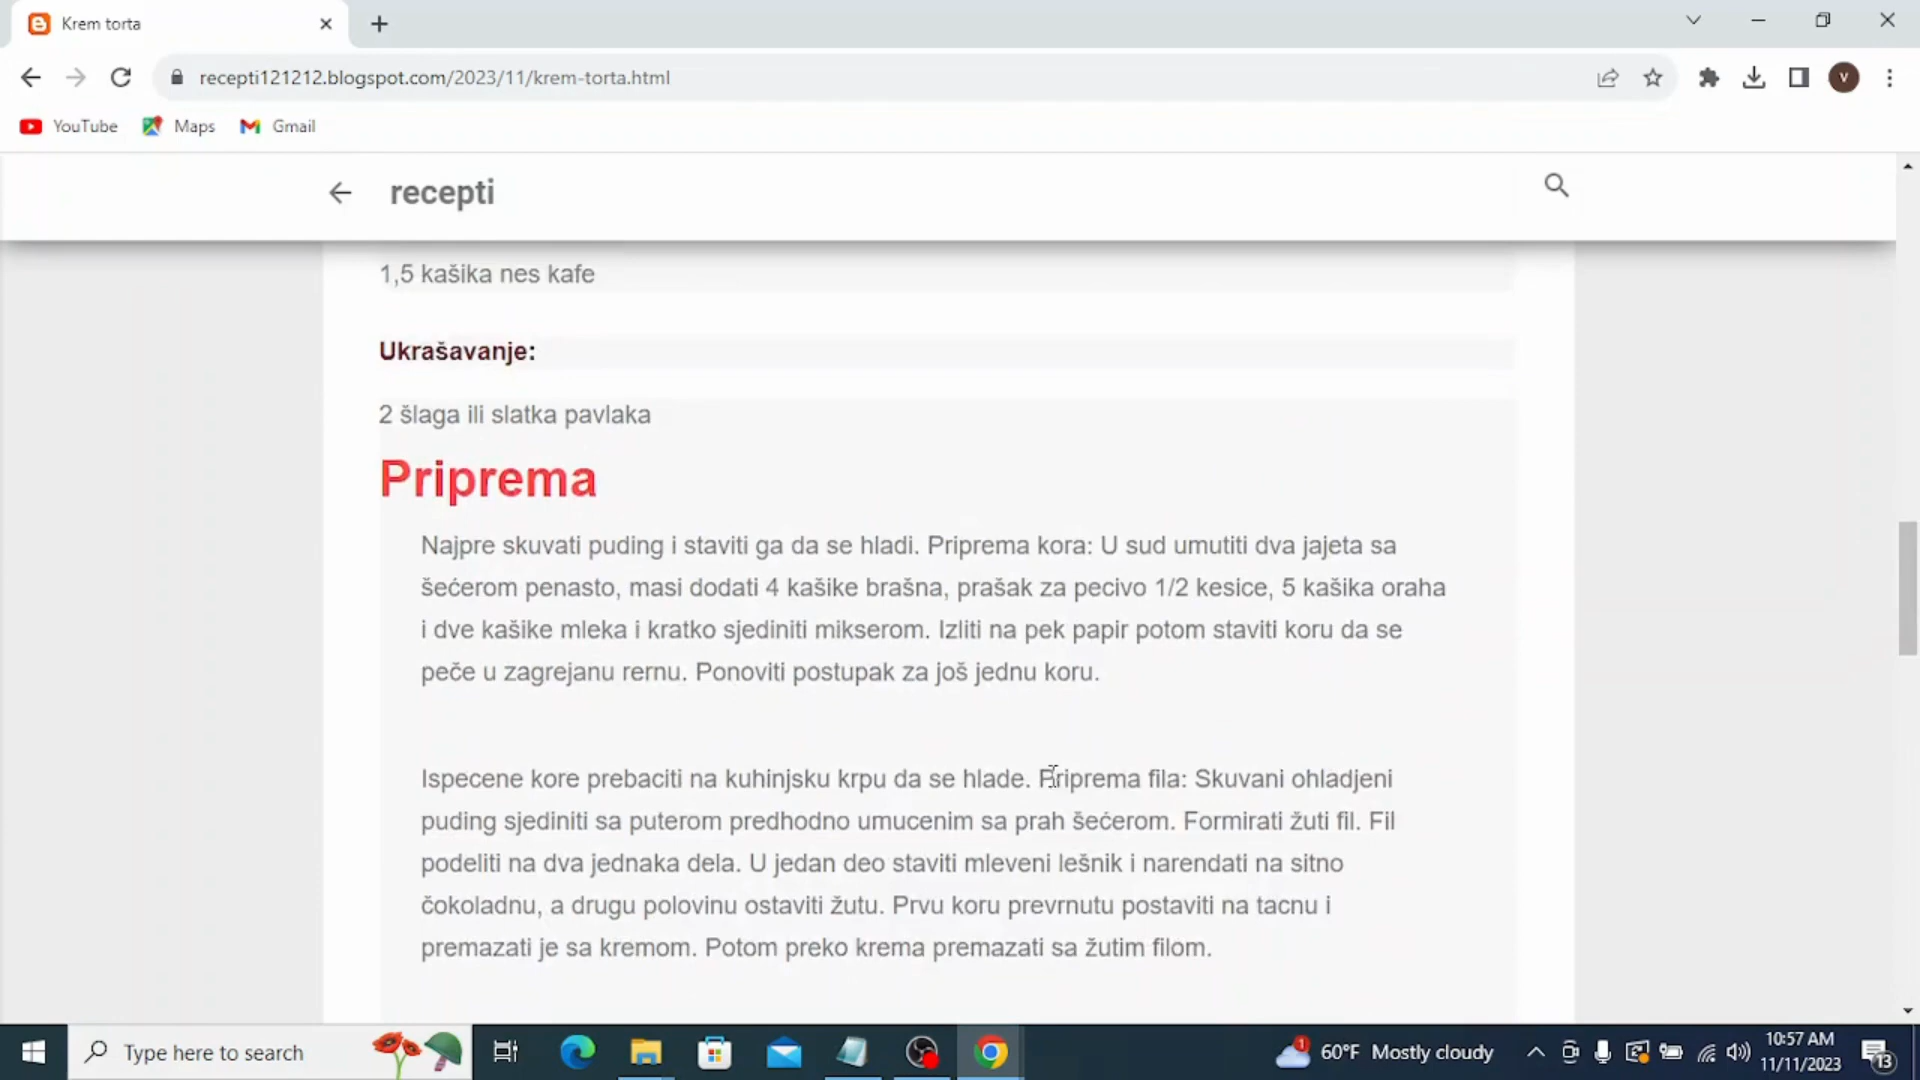 Krem torta
recepti121212.blogspot.com/2023/11/krem-torta.html
V
YouTube Maps Gmail
recepti
1,5 kašika nes kafe
Ukrašavanje:
2 šlaga ili slatka pavlaka
Priprema
Najpre skuvati puding i staviti ga da se hladi. Priprema kora: U sud umutiti dva jajeta sa
šećerom penasto, masi dodati 4 kašike brašna, prašak za pecivo 1/2 kesice, 5 kašika oraha
i dve kašike mleka i kratko sjediniti mikserom. Izliti na pek papir potom staviti koru da se
peče u zagrejanu rernu. Ponoviti postupak za još jednu koru.
Ispecene kore prebaciti na kuhinjsku krpu da se hlade. Priprema fila: Skuvani ohladjeni
puding sjediniti sa puterom predhodno umucenim sa prah šećerom. Formirati žuti fil. Fil
podeliti na dva jednaka dela. U jedan deo staviti mleveni lešnik i narendati na sitno
čokoladnu, a drugu polovinu ostaviti žutu. Prvu koru prevrnutu postaviti na tacnu i
premazati je sa kremom. Potom preko krema premazati sa žutim filom.
Type here to search
1
60°F Mostly cloudy
10:57 AM
11/11/2023
13